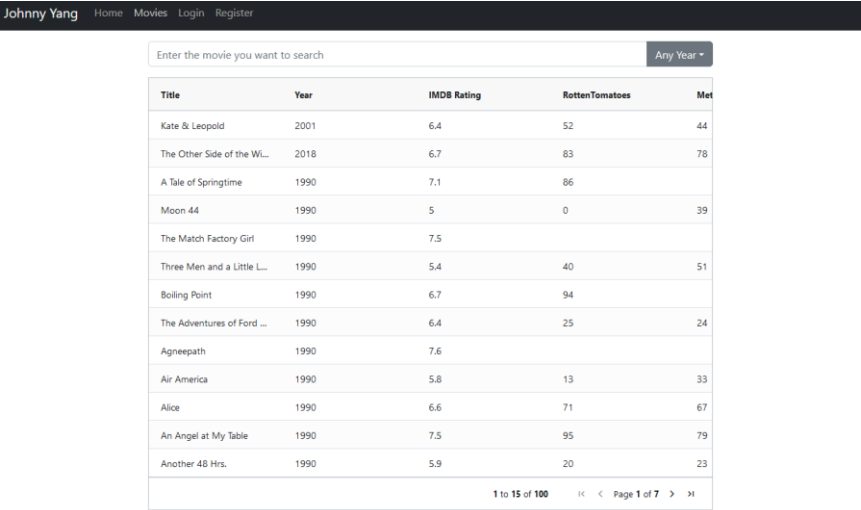 Johnny Yang Home Movies Login Register
Enter the movie you want to search Any Year
Title Year IMDB Rating RottenTomatoes Met
Kate & Leopold 2001 6.4 52 44
The Other Side of the Wi... 2018 6.7 83 78
A Tale of Springtime 1990 7.1 86
Moon 44 1990 5 0 39
The Match Factory Girl 1990 7.5
Three Men and a Little L... 1990 5.4 40 51
Boiling Point 1990 6.7 94
The Adventures of Ford ... 1990 6.4 25 24
Agneepath 1990 7.6
Air America 1990 5.8 13 33
Alice 1990 6.6 71 67
An Angel at My Table 1990 7.5 95 79
Another 48 Hrs. 1990 5.9 20 23
1 to 15 of 100 Page 1 of 7